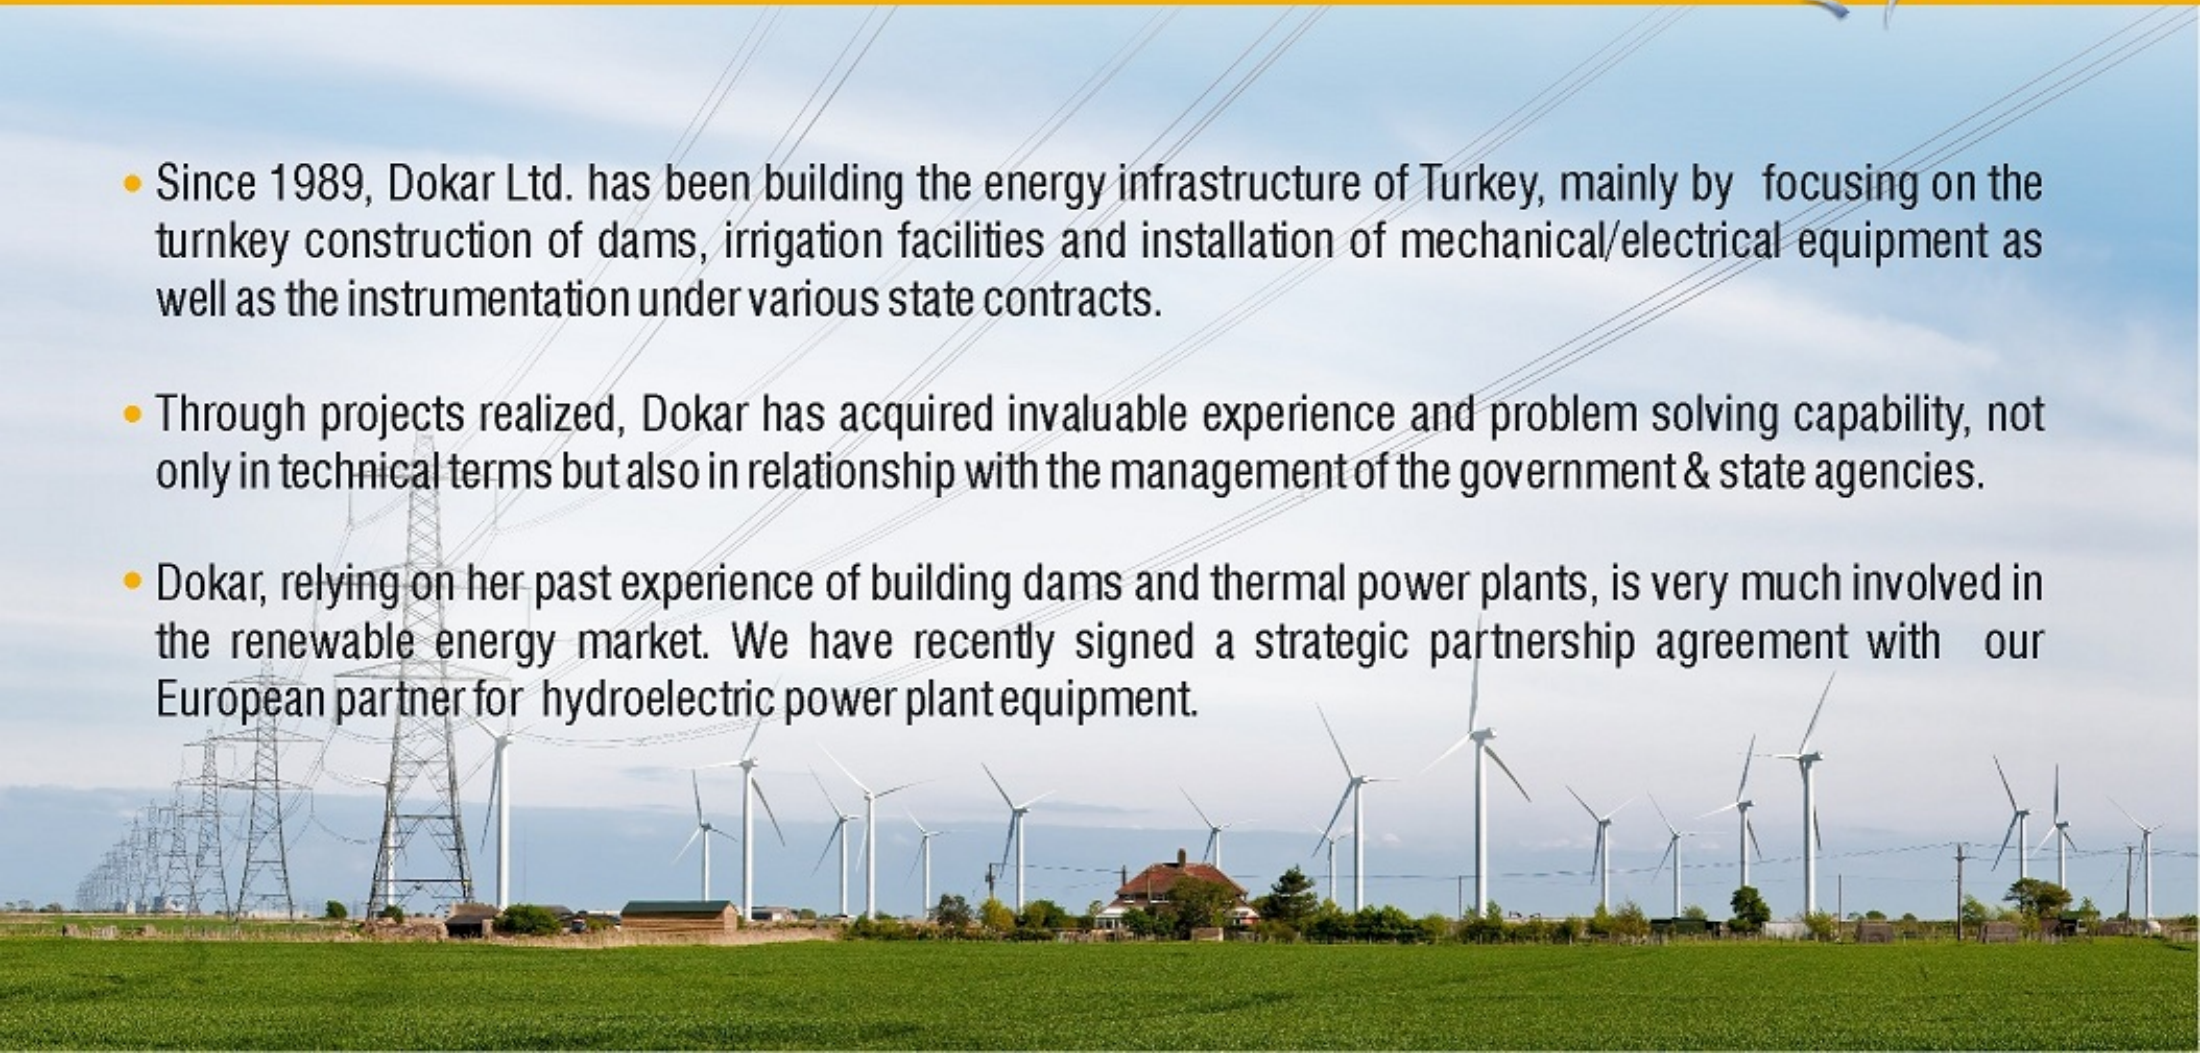 • Since 1989, Dokar Ltd. has been building the energy infrastructure of Turkey, mainly by focusing on the
turnkey construction of dams, irrigation facilities and installation of mechanical/electrical equipment as
well as the instrumentation under various state contracts.
• Through projects realized, Dokar has acquired invaluable experience and problem solving capability, not
only in technical terms but also in relationship with the management of the government & state agencies.
• Dokar, relying on her past experience of building dams and thermal power plants, is very much involved in
the renewable energy market. We have recently signed a strategic partnership agreement with our
European partner for hydroelectric power plant equipment.